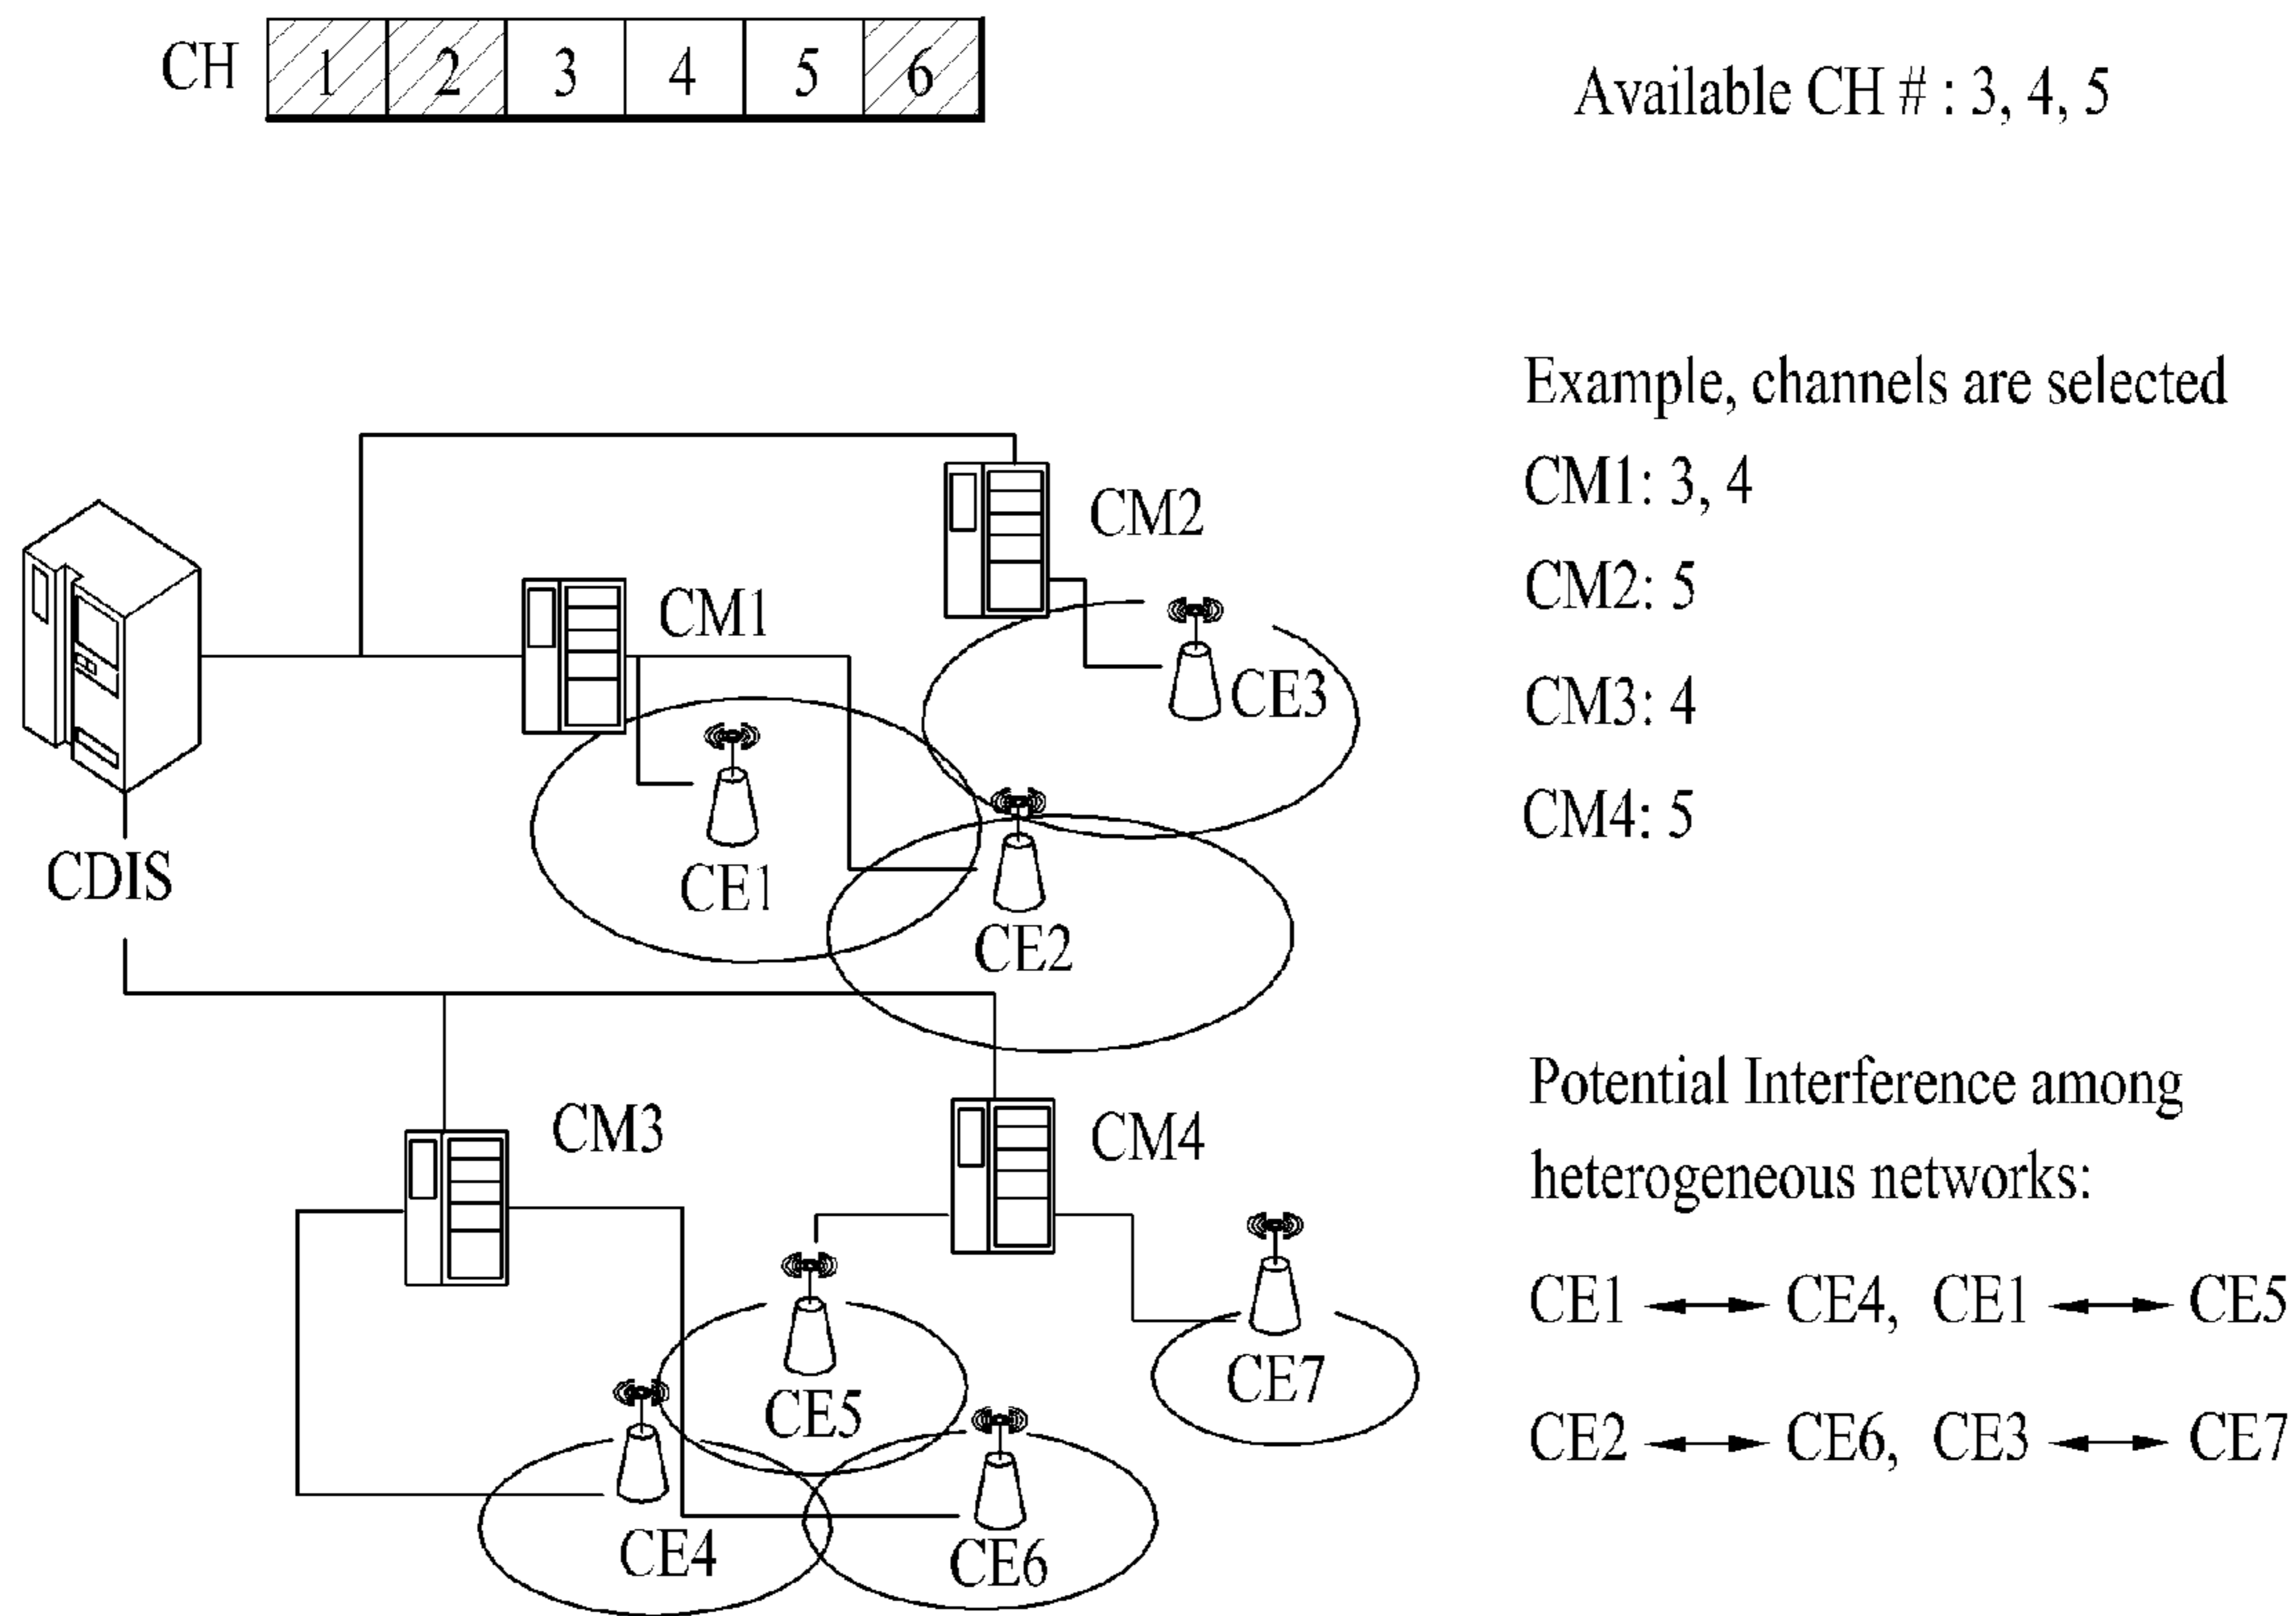 CH 1 2 3 4 5 6
Available CH # : 3, 4, 5
Example, channels are selected
CM1: 3, 4
CM2: 5
CM3: 4
CM4: 5
CM2
CM1
CE3
CE1
CDIS
CE2
CM3
CM4
CE5
CE7
CE4
CE6
Potential Interference among
heterogeneous networks:
CE1 ↔ CE4, CE1 ↔ CE5
CE2 ↔ CE6, CE3 ↔ CE7